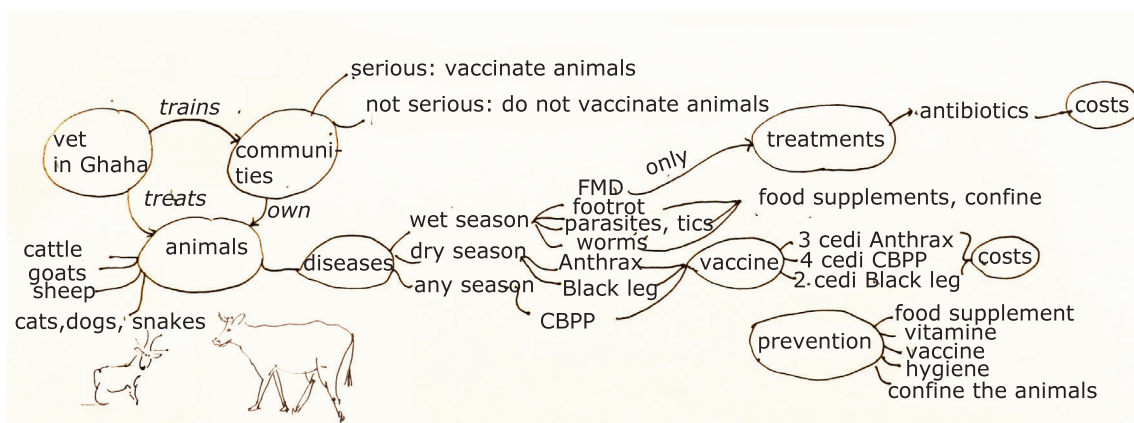 serious: vaccinate animals
not serious: do not vaccinate animals
trains
vet
in Ghaha
communi-
ties
treats
own
animals
cattle
goats
sheep
cats,dogs, snakes
diseases
wet season
dry season
any season
FMD
footrot
parasites, tics
worms
Anthrax
Black leg
CBPP
only
treatments
antibiotics
costs
food supplements, confine
vaccine
3 cedi Anthrax
4 cedi CBPP
2 cedi Black leg
costs
prevention
food supplement
vitamine
vaccine
hygiene
confine the animals